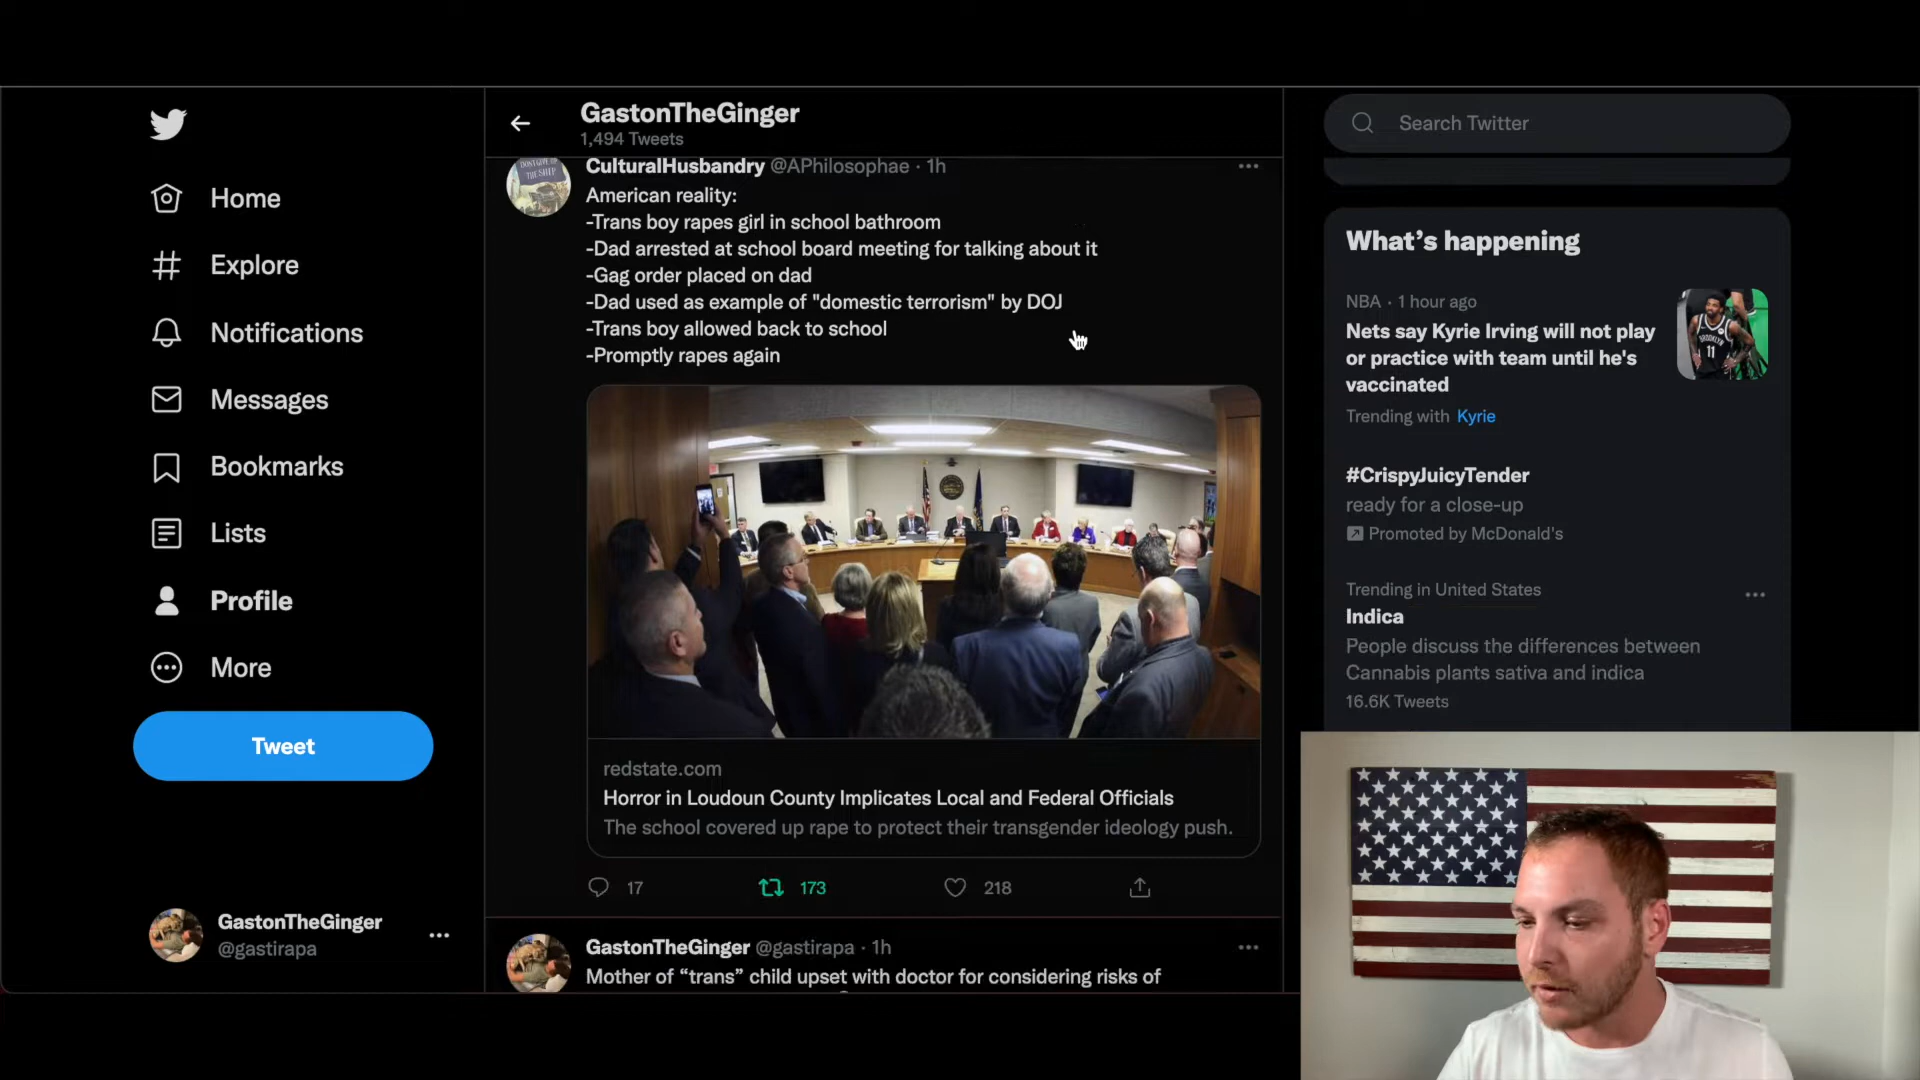 Home
Explore
Notifications
Messages
Bookmarks
Lists
Profile
More
Tweet
GastonTheGinger
@gastirapa
GastonTheGinger
1,494 Tweets
CulturalHusbandry @APhilosophae · 1h
American reality:
-Trans boy rapes girl in school bathroom
-Dad arrested at school board meeting for talking about it
-Gag order placed on dad
-Dad used as example of "domestic terrorism" by DOJ
-Trans boy allowed back to school
-Promptly rapes again
redstate.com
Horror in Loudoun County Implicates Local and Federal Officials
The school covered up rape to protect their transgender ideology push.
17 173 218
GastonTheGinger @gastirapa · 1h
Mother of “trans” child upset with doctor for considering risks of
Search Twitter
What’s happening
NBA · 1 hour ago
Nets say Kyrie Irving will not play
or practice with team until he's
vaccinated
Trending with Kyrie
#CrispyJuicyTender
ready for a close-up
Promoted by McDonald's
Trending in United States
Indica
People discuss the differences between
Cannabis plants sativa and indica
16.6K Tweets
DON'T GIVE UP
THE SHIP
BROOKLYN
11